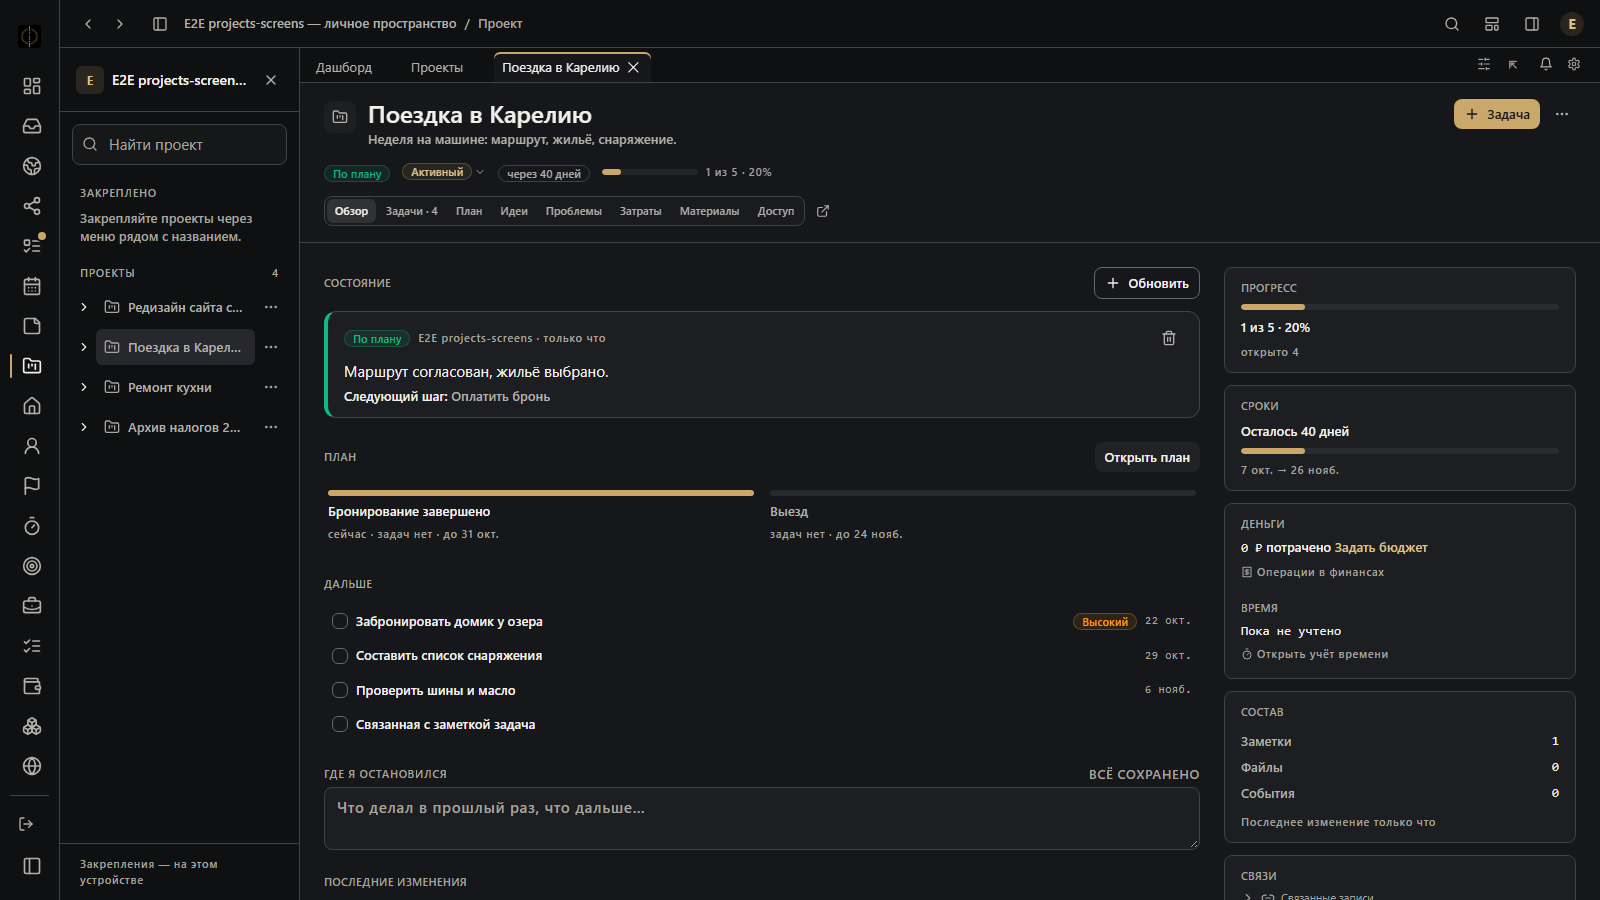 E2E projects-screens — личное пространство / Проект
E
E
E2E projects-screen...
Найти проект
ЗАКРЕПЛЕНО
Закрепляйте проекты через
меню рядом с названием.
ПРОЕКТЫ 4
Редизайн сайта с...
Поездка в Карел...
Ремонт кухни
Архив налогов 2...
Закрепления — на этом
устройстве
Дашборд Проекты Поездка в Карелию
Поездка в Карелию
Неделя на машине: маршрут, жильё, снаряжение.
Задача
По плану Активный через 40 дней 1 из 5 · 20%
Обзор Задачи · 4 План Идеи Проблемы Затраты Материалы Доступ
СОСТОЯНИЕ
Обновить
По плану E2E projects-screens · только что
Маршрут согласован, жильё выбрано.
Следующий шаг: Оплатить бронь
ПЛАН
Открыть план
Бронирование завершено
сейчас · задач нет · до 31 окт.
Выезд
задач нет · до 24 нояб.
ДАЛЬШЕ
Забронировать домик у озера Высокий 22 окт.
Составить список снаряжения 29 окт.
Проверить шины и масло 6 нояб.
Связанная с заметкой задача
ГДЕ Я ОСТАНОВИЛСЯ ВСЁ СОХРАНЕНО
Что делал в прошлый раз, что дальше...
ПОСЛЕДНИЕ ИЗМЕНЕНИЯ
ПРОГРЕСС
1 из 5 · 20%
открыто 4
СРОКИ
Осталось 40 дней
7 окт. → 26 нояб.
ДЕНЬГИ
0 ₽ потрачено Задать бюджет
Операции в финансах
ВРЕМЯ
Пока не учтено
Открыть учёт времени
СОСТАВ
Заметки 1
Файлы 0
События 0
Последнее изменение только что
СВЯЗИ
Связанные записи